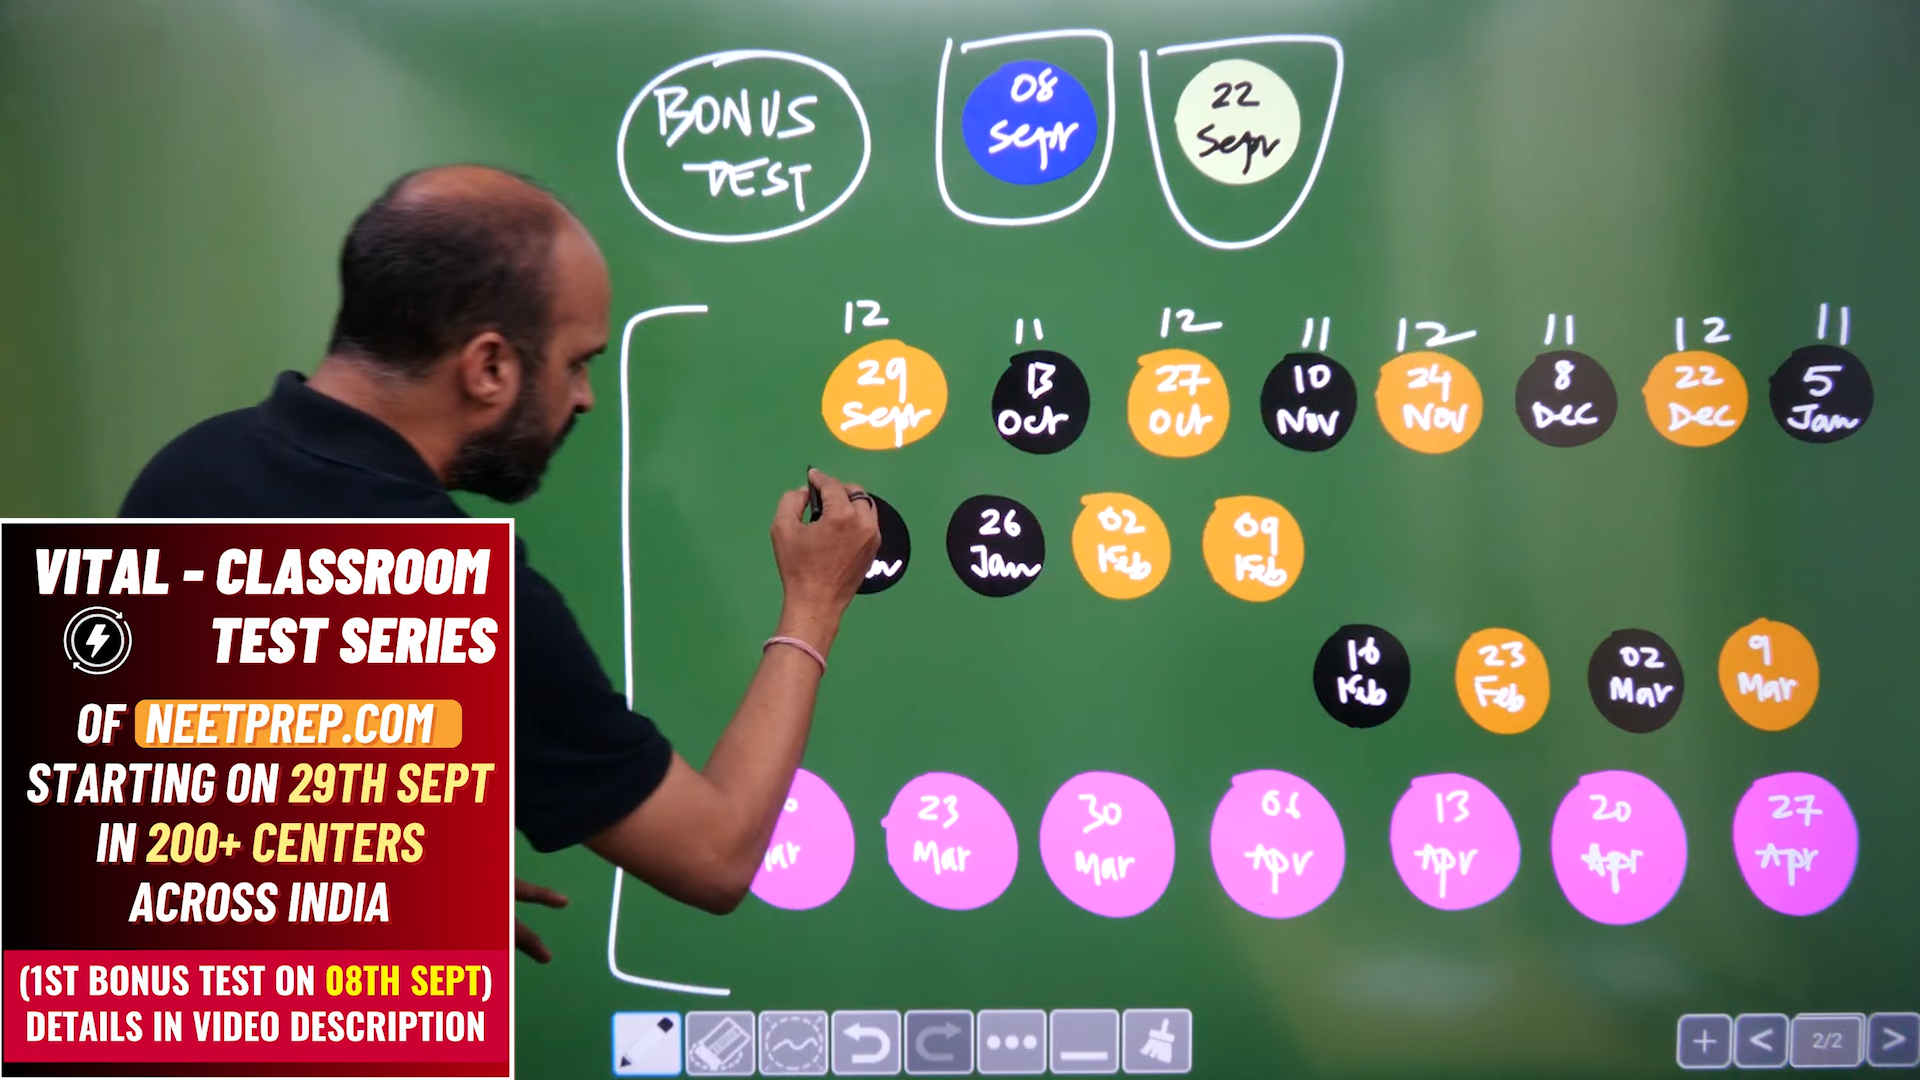 BONUS
TEST
08
Sept
22
Sept
12
11
12
11
12
11
12
11
29
Sept
13
Oct
27
Oct
10
Nov
24
Nov
8
Dec
22
Dec
5
Jan
26
Jan
02
Feb
09
Feb
16
Feb
23
Feb
02
Mar
9
Mar
23
Mar
30
Mar
06
Apr
13
Apr
20
Apr
27
Apr
VITAL - CLASSROOM
TEST SERIES
OF NEETPREP.COM
STARTING ON 29TH SEPT
IN 200+ CENTERS
ACROSS INDIA
(1ST BONUS TEST ON 08TH SEPT)
DETAILS IN VIDEO DESCRIPTION
2/2